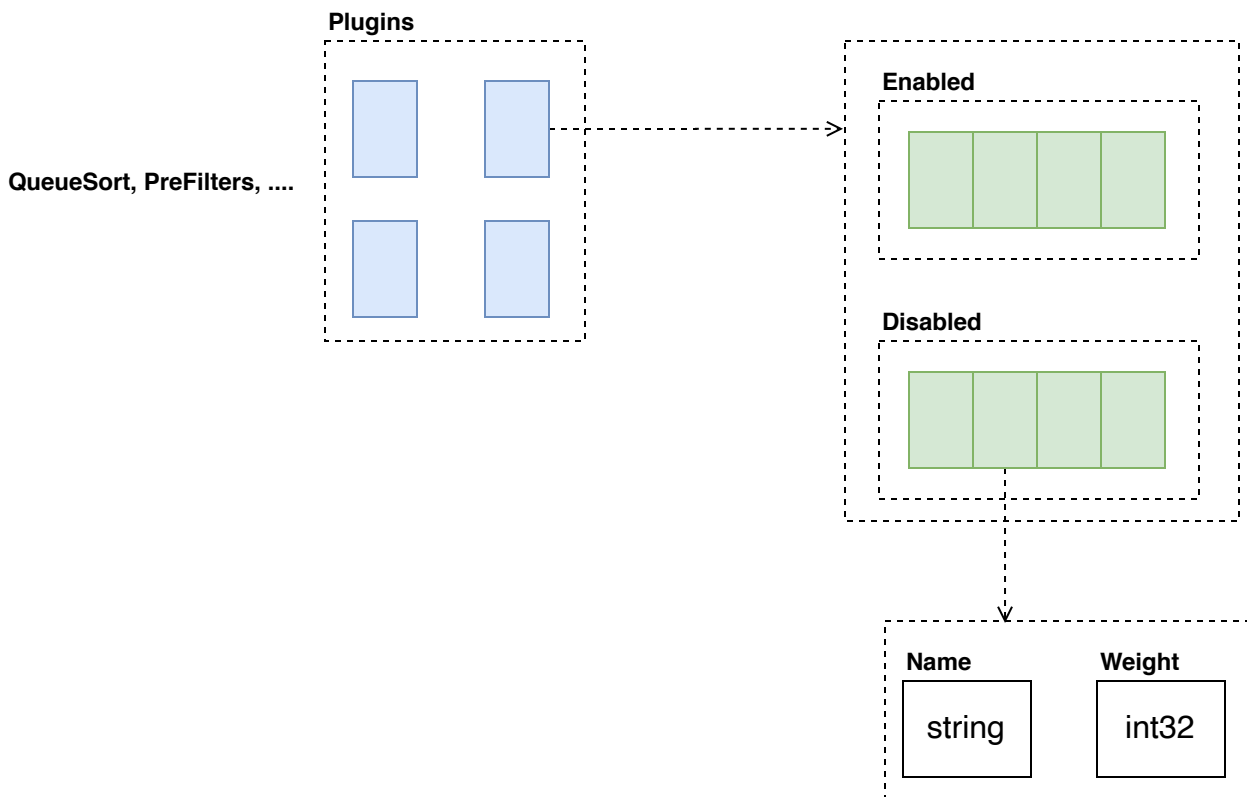 Plugins
QueueSort, PreFilters, ....
Enabled
Disabled
Name
Weight
string
int32